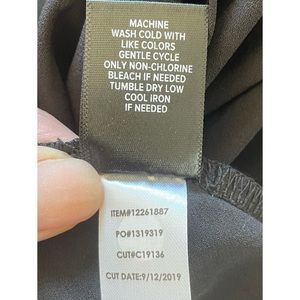 MACHINE
WASH COLD WITH
LIKE COLORS
GENTLE CYCLE
ONLY NON-CHLORINE
BLEACH IF NEEDED
TUMBLE DRY LOW
COOL IRON
IF NEEDED
ITEM#12261887
PO#1319319
CUT#C19136
CUT DATE:9/12/2019